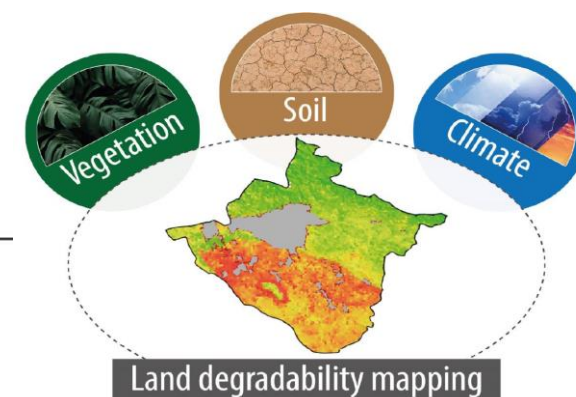 Vegetation
Soil
Climate
Land degradability mapping